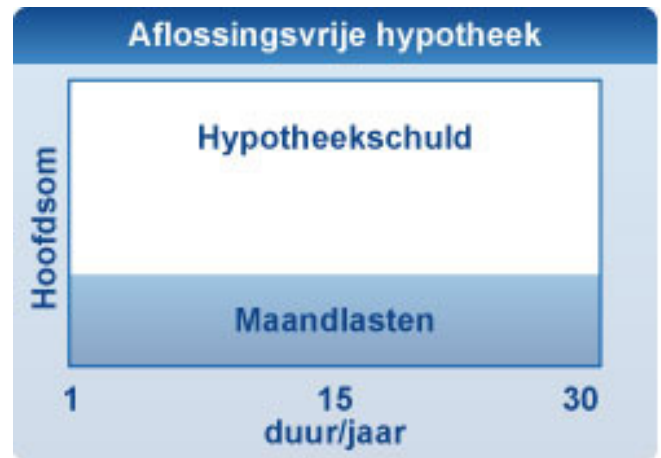 Aflossingsvrije hypotheek
Hypotheekschuld
Hoofdsom
Maandlasten
1 15 30
duur/jaar